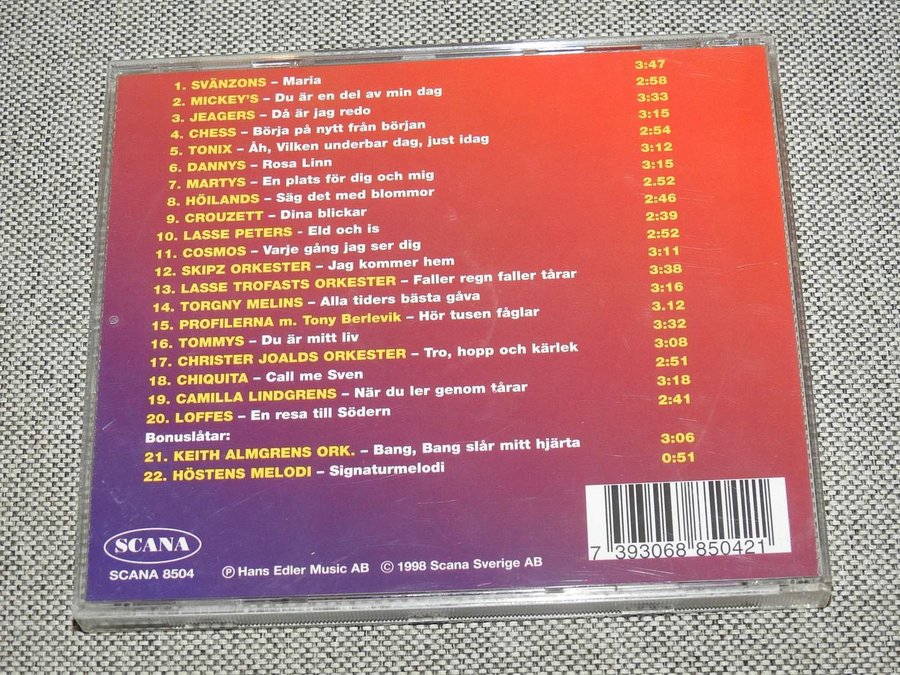 1. SVÄNZONS – Maria 3:47
2. MICKEY'S – Du är en del av min dag 2:58
3. JEAGERS – Då är jag redo 3:33
4. CHESS – Börja på nytt från början 3:15
5. TONIX – Åh, Vilken underbar dag, just idag 2:54
6. DANNYS – Rosa Linn 3:12
7. MARTYS – En plats för dig och mig 3:15
8. HÖILANDS – Säg det med blommor 2.52
9. CROUZETT – Dina blickar 2:46
10. LASSE PETERS - Eld och is 2:39
11. COSMOS – Varje gång jag ser dig 2:52
12. SKIPZ ORKESTER – Jag kommer hem 3:11
13. LASSE TROFASTS ORKESTER – Faller regn faller tårar 3:38
14. TORGNY MELINS – Alla tiders bästa gåva 3:16
15. PROFILERNA m. Tony Berlevik – Hör tusen fåglar 3.12
16. TOMMYS – Du är mitt liv 3:32
17. CHRISTER JOALDS ORKESTER – Tro, hopp och kärlek 3:08
18. CHIQUITA – Call me Sven 2:51
19. CAMILLA LINDGRENS – När du ler genom tårar 3:18
20. LOFFES – En resa till Södern 2:41
Bonuslåtar:
21. KEITH ALMGRENS ORK. – Bang, Bang slår mitt hjärta 3:06
22. HÖSTENS MELODI – Signaturmelodi 0:51
SCANA
SCANA 8504
Ⓟ Hans Edler Music AB © 1998 Scana Sverige AB
7 393068 850421